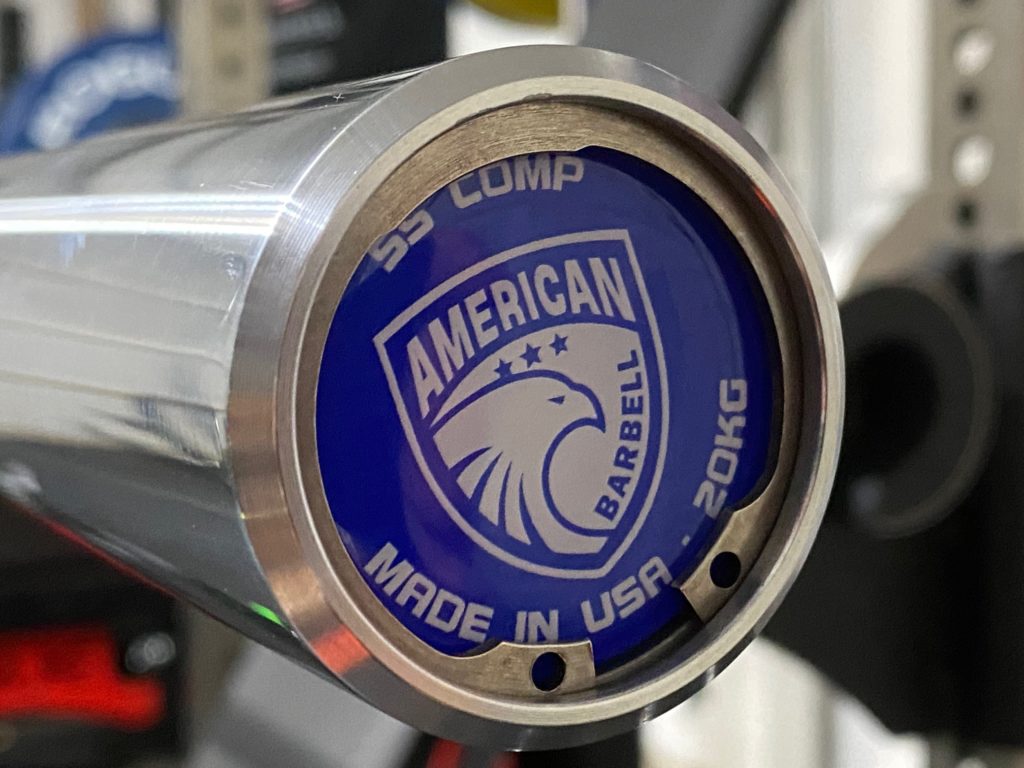 SS COMP
AMERICAN
BARBELL
MADE IN USA . 20KG